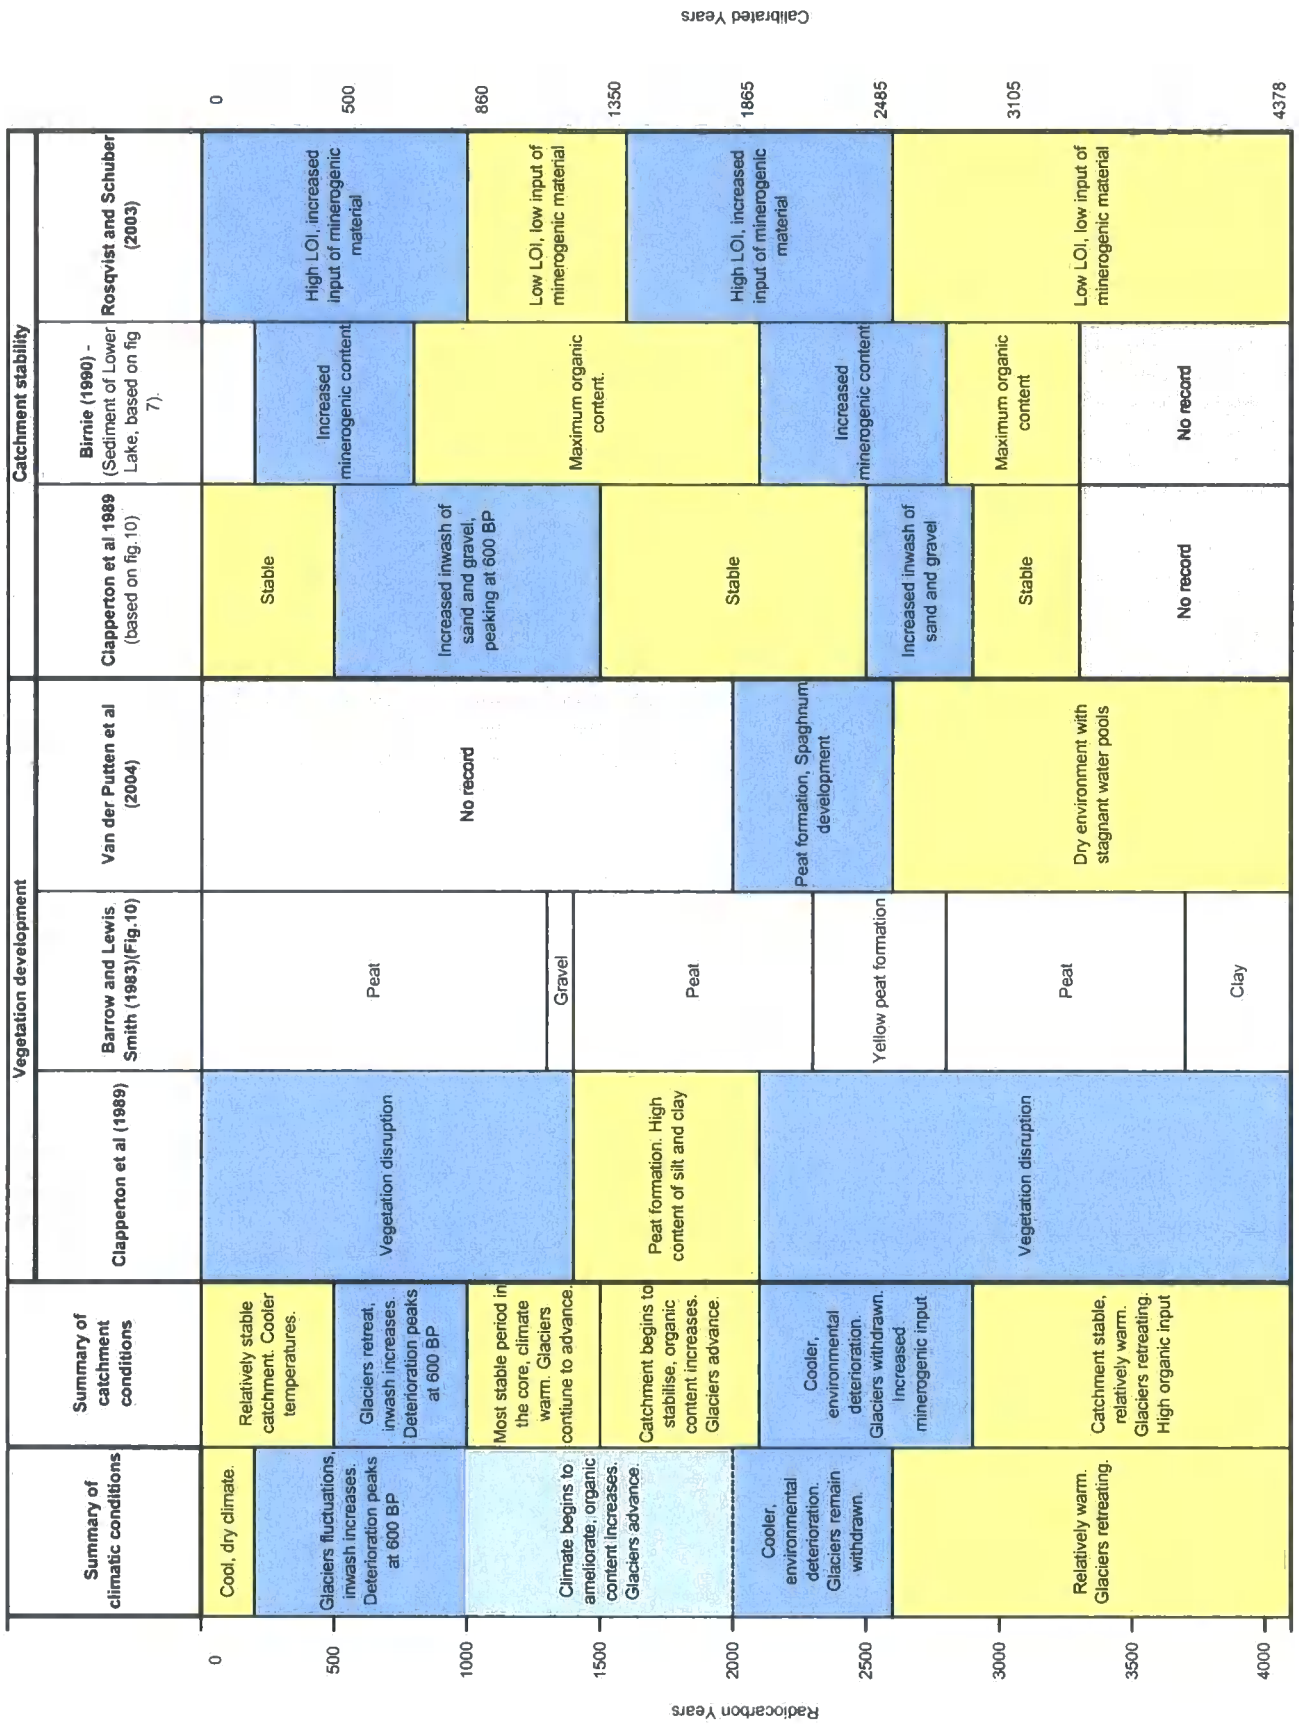 Radiocarbon Years
0
500
1000
1500
2000
2500
3000
3500
4000
Summary of
climatic conditions
Cool, dry climate.
Glaciers fluctuations,
inwash increases.
Deterioration peaks
at 600 BP
Climate begins to
ameliorate, organic
content increases.
Glaciers advance.
Cooler,
environmental
deterioration.
Glaciers remain
withdrawn.
Relatively warm.
Glaciers retreating.
Summary of
catchment
conditions
Relatively stable
catchment. Cooler
temperatures.
Glaciers retreat,
inwash increases.
Deterioration peaks
at 600 BP
Most stable period in
the core, climate
warm. Glaciers
contiune to advance.
Catchment begins to
stabilise, organic
content increases.
Glaciers advance.
Cooler,
environmental
deterioration.
Glaciers withdrawn.
Increased
minerogenic input
Catchment stable,
relatively warm.
Glaciers retreating.
High organic input
Vegetation development
Clapperton et al (1989)
Vegetation disruption
Peat formation. High
content of silt and clay
Vegetation disruption
Barrow and Lewis
Smith (1983)(Fig.10)
Peat
Gravel
Peat
Yellow peat formation
Peat
Clay
Van der Putten et al
(2004)
No record
Peat formation, Spaghnum
development
Dry environment with
stagnant water pools
Catchment stability
Clapperton et al 1989
(based on fig.10)
Stable
Increased inwash of
sand and gravel,
peaking at 600 BP
Stable
Increased inwash of
sand and gravel
Stable
No record
Birnie (1990) -
(Sediment of Lower
Lake, based on fig
7).
Increased
minerogenic content
Maximum organic
content.
Increased
minerogenic content
Maximum organic
content
No record
Rosqvist and Schuber
(2003)
High LOI, increased
input of minerogenic
material
Low LOI, low input of
minerogenic material
High LOI, increased
input of minerogenic
material
Low LOI, low input of
minerogenic material
0
500
860
1350
1865
2485
3105
4378
Calibrated Years